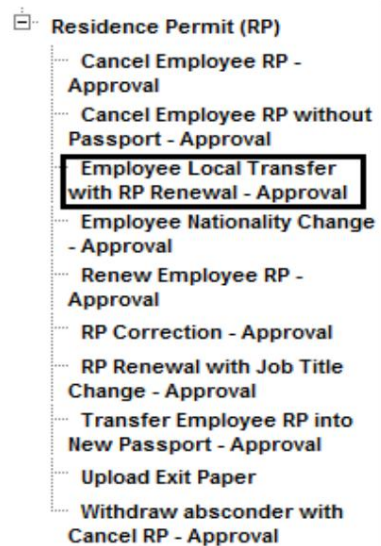 Residence Permit (RP)
Cancel Employee RP -
Approval
Cancel Employee RP without
Passport - Approval
Employee Local Transfer
with RP Renewal - Approval
Employee Nationality Change
- Approval
Renew Employee RP -
Approval
RP Correction - Approval
RP Renewal with Job Title
Change - Approval
Transfer Employee RP into
New Passport - Approval
Upload Exit Paper
Withdraw absconder with
Cancel RP - Approval